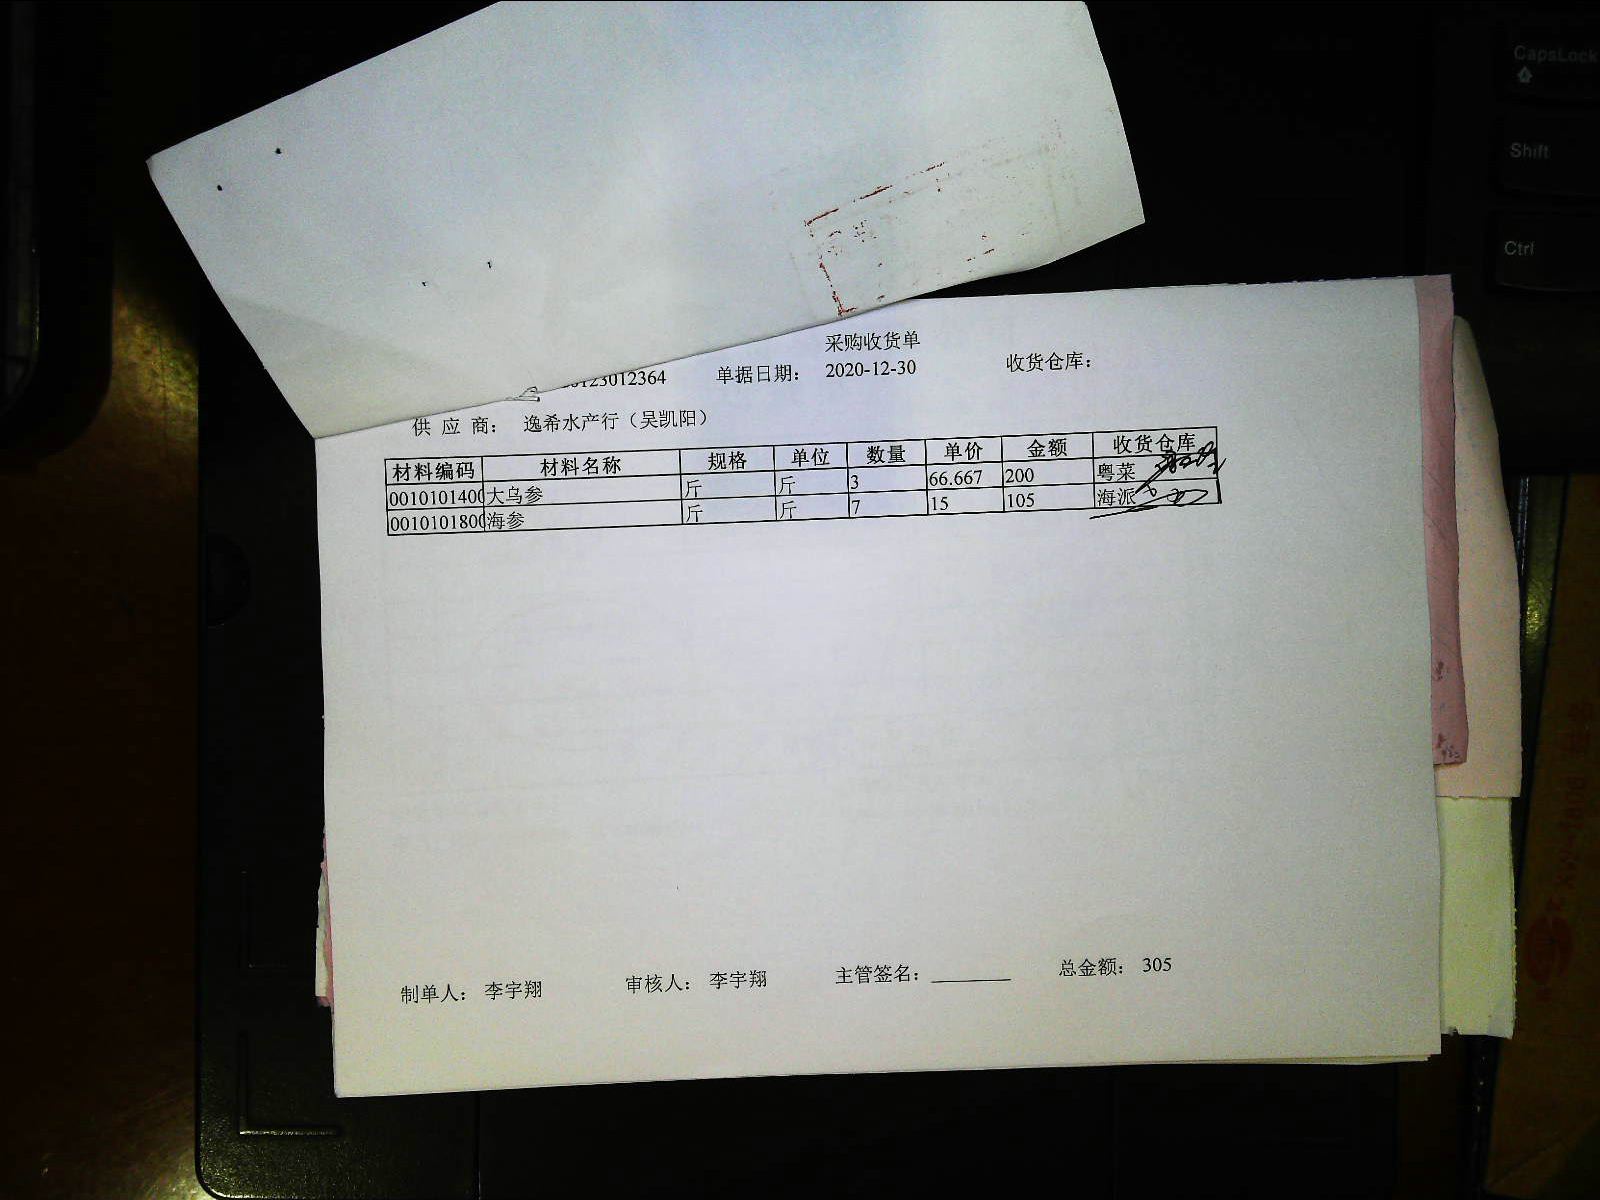 CapsLock
Shift
Ctrl
采购收货单
0123012364 单据日期： 2020-12-30 收货仓库：
供 应 商： 逸希水产行（吴凯阳）
材料编码 材料名称 规格 单位 数量 单价 金额 收货仓库
0010101400 大乌参 斤 斤 3 66.667 200 粤菜
0010101800 海参 斤 斤 7 15 105 海派
制单人： 李宇翔 审核人： 李宇翔 主管签名： 总金额： 305